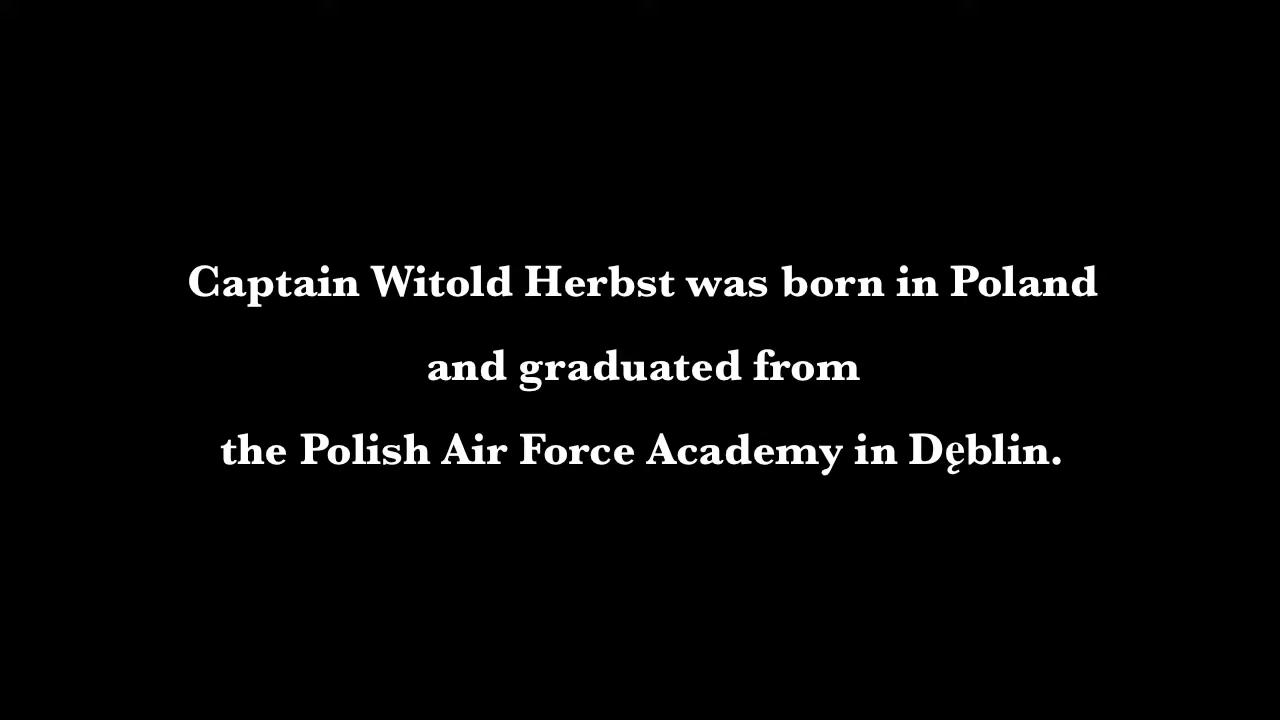 Captain Witold Herbst was born in Poland
and graduated from
the Polish Air Force Academy in Dęblin.